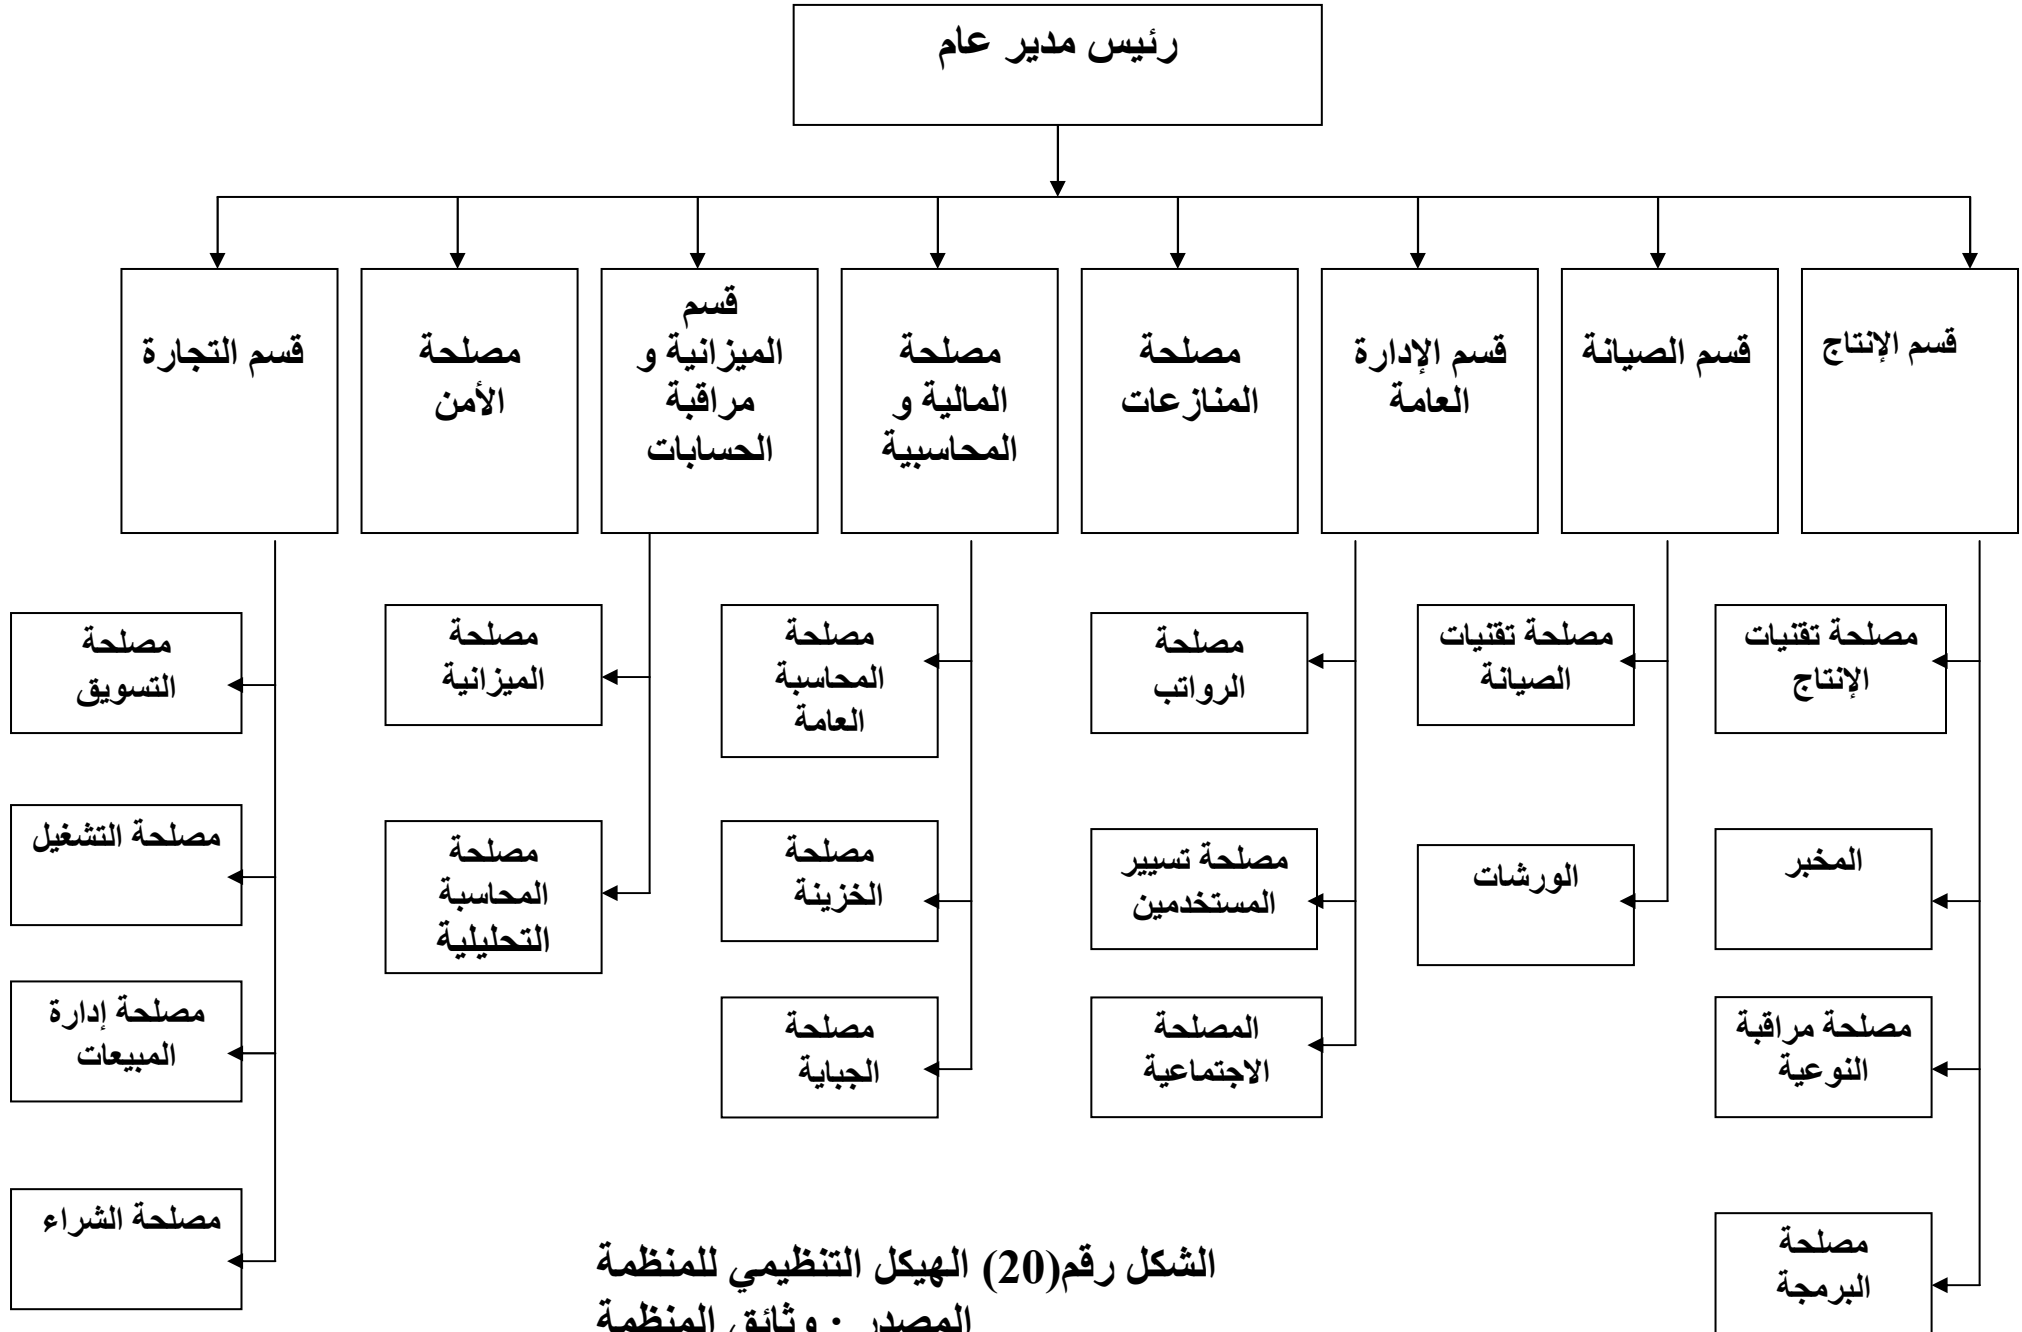 رئيس مدير عام
قسم الإنتاج
قسم الصيانة
قسم الإدارة
العامة
مصلحة
المنازعات
مصلحة
المالية و
المحاسبية
قسم
الميزانية و
مراقبة
الحسابات
مصلحة
الأمن
قسم التجارة
مصلحة تقنيات
الإنتاج
المخبر
مصلحة مراقبة
النوعية
مصلحة
البرمجة
مصلحة تقنيات
الصيانة
الورشات
مصلحة
الرواتب
مصلحة تسيير
المستخدمين
المصلحة
الاجتماعية
مصلحة
المحاسبة
العامة
مصلحة
الخزينة
مصلحة
الجباية
مصلحة
الميزانية
مصلحة
المحاسبة
التحليلية
مصلحة
التسويق
مصلحة التشغيل
مصلحة إدارة
المبيعات
مصلحة الشراء
الشكل رقم(20) الهيكل التنظيمي للمنظمة
المصدر : وثائق المنظمة